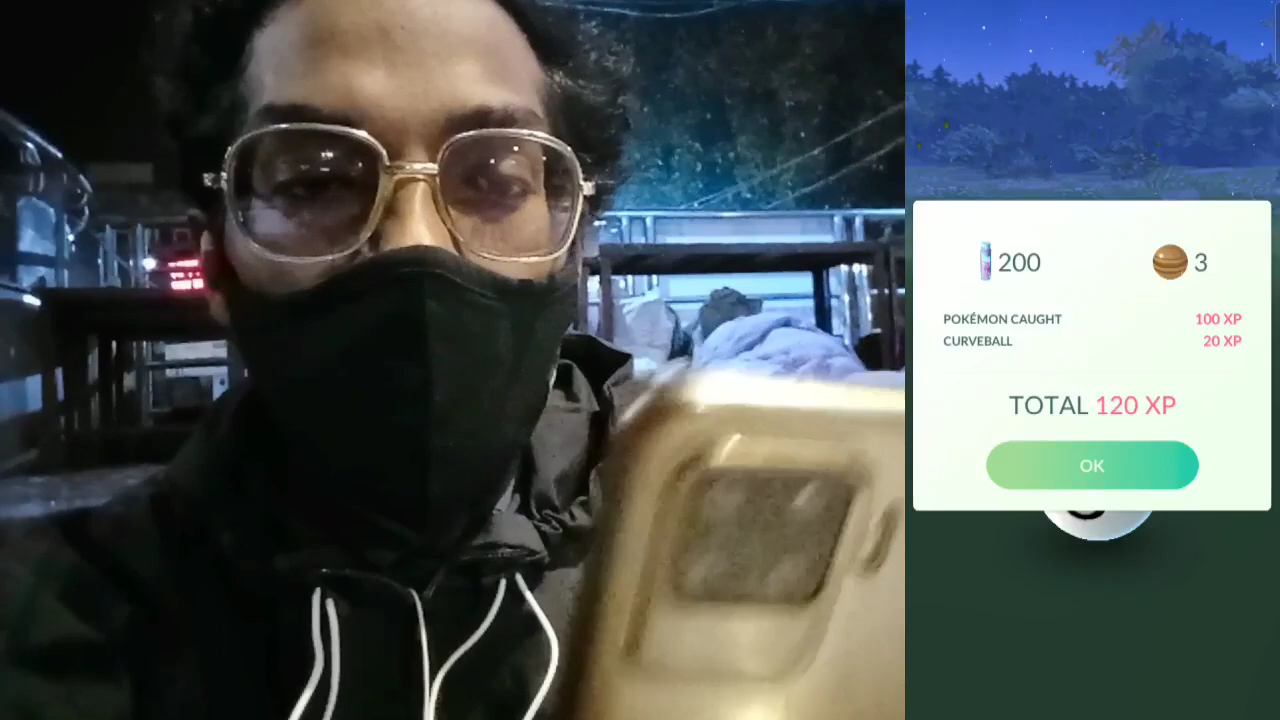 200
3
POKÉMON CAUGHT 100 XP
CURVEBALL 20 XP
TOTAL 120 XP
OK